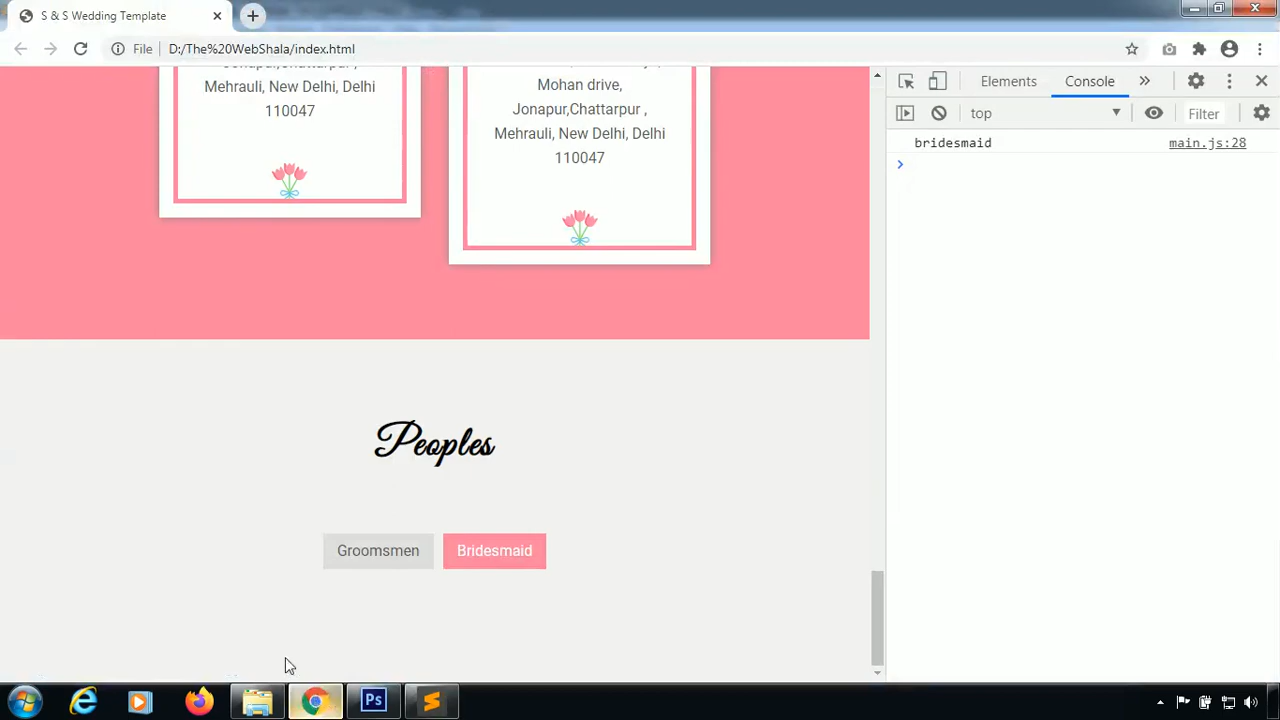 S & S Wedding Template
File
D:/The%20WebShala/index.html
Mehrauli, New Delhi, Delhi
110047
Mohan drive,
Jonapur,Chattarpur ,
Mehrauli, New Delhi, Delhi
110047
Peoples
Groomsmen
Bridesmaid
Elements
Console
top
Filter
bridesmaid
main.js:28
Ps